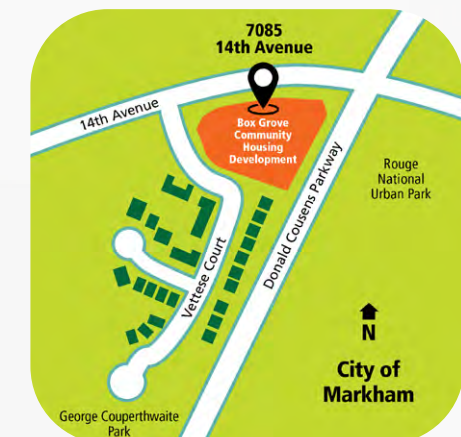 7085
14th Avenue
14th Avenue
Box Grove
Community
Housing
Development
Donald Cousens Parkway
Rouge
National
Urban Park
Vettese Court
N
City of
Markham
George Couperthwaite
Park